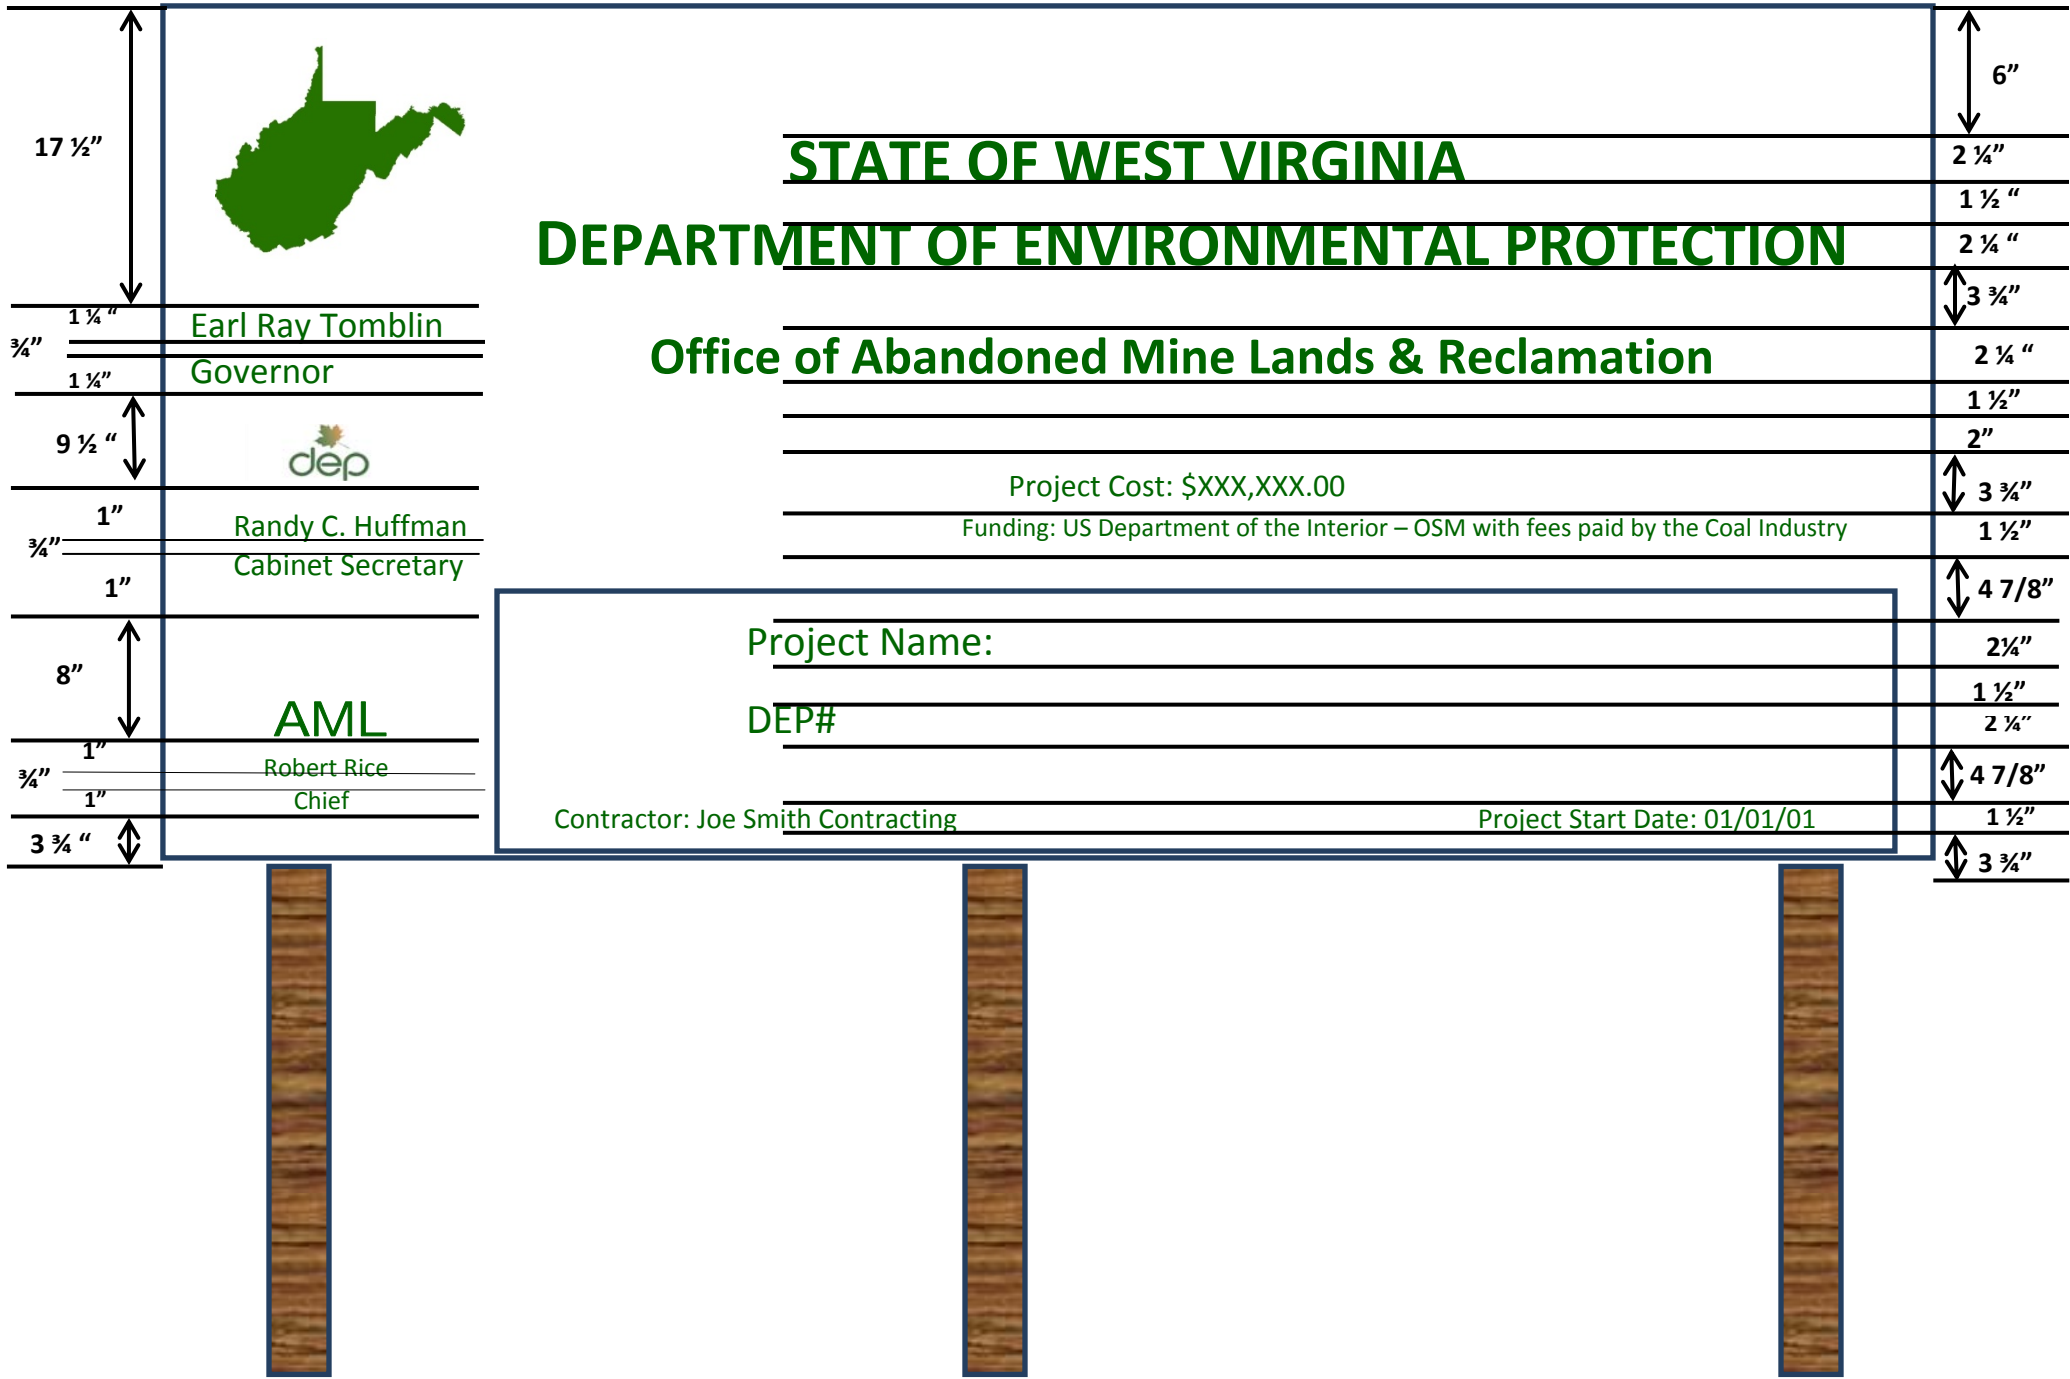 6”
17 ½”
STATE OF WEST VIRGINIA
2 ¼”
1 ½ “
DEPARTMENT OF ENVIRONMENTAL PROTECTION
2 ¼ “
3 ¾”
1 ¼ “
Earl Ray Tomblin
¾”
Office of Abandoned Mine Lands & Reclamation
2 ¼ “
1 ¼”
Governor
1 ½”
9 ½ “
dep
2”
Project Cost: $XXX,XXX.00
3 ¾”
1”
Randy C. Huffman
Funding: US Department of the Interior – OSM with fees paid by the Coal Industry
1 ½”
¾”
Cabinet Secretary
1”
4 7/8”
Project Name:
2¼”
8”
1 ½”
AML
DEP#
2 ¼”
1”
Robert Rice
¾”
4 7/8”
1”
Chief
Contractor: Joe Smith Contracting
Project Start Date: 01/01/01
1 ½”
3 ¾ “
3 ¾”